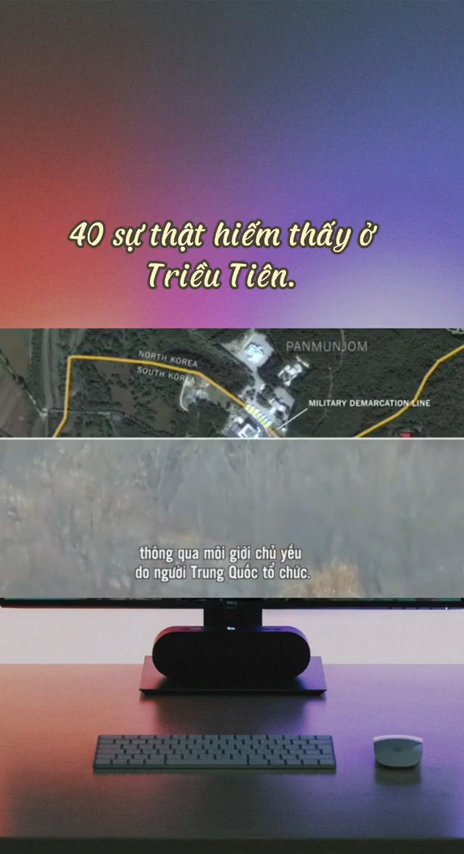 40 sự thật hiếm thấy ở
Triều Tiên.
PANMUNJOM
NORTH KOREA
SOUTH KOREA
MILITARY DEMARCATION LINE
thông qua môi giới chủ yếu
do người Trung Quốc tổ chức.